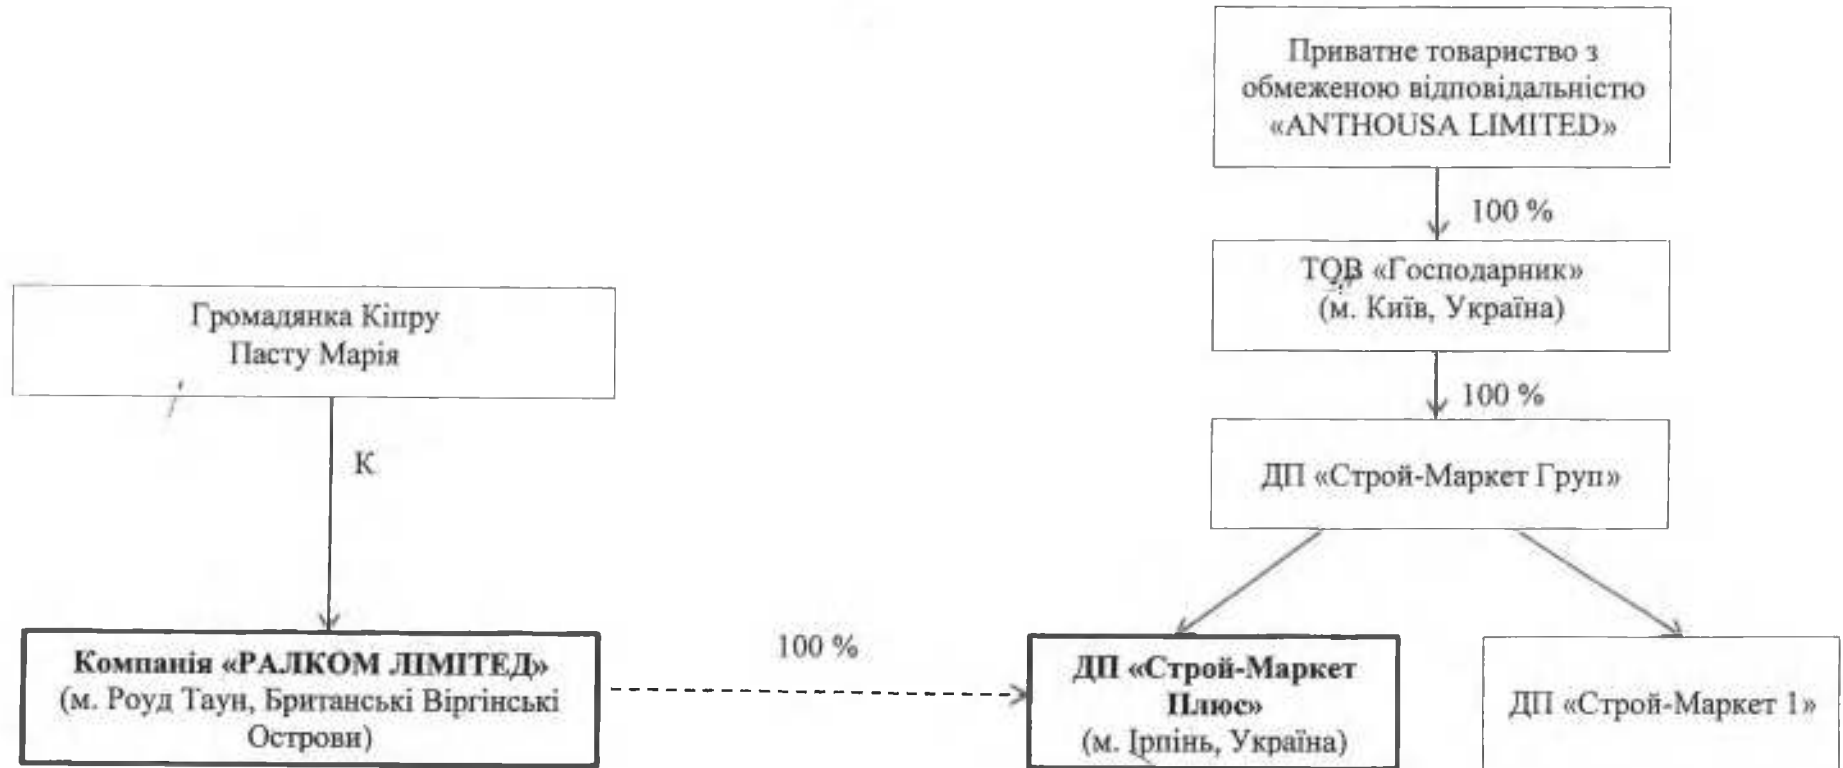 Приватне товариство з
обмеженою відповідальністю
«ANTHOUSA LIMITED»
100 %
ТОВ «Господарник»
(м. Київ, Україна)
100 %
ДП «Строй-Маркет Груп»
Громадянка Кіпру
Пасту Марія
К
Компанія «РАЛКОМ ЛІМІТЕД»
(м. Роуд Таун, Британські Віргінські
Острови)
100 %
ДП «Строй-Маркет
Плюс»
(м. Ірпінь, Україна)
ДП «Строй-Маркет 1»